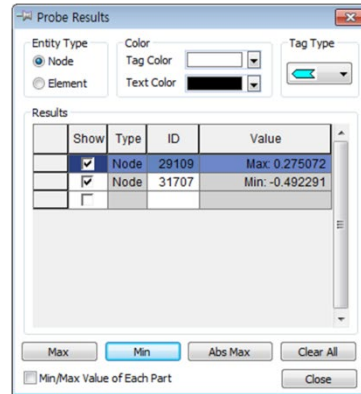 Probe Results
Entity Type
Node
Element
Color
Tag Color
Text Color
Tag Type
Results
Show Type ID Value
Node 29109 Max: 0.275072
Node 31707 Min: -0.492291
Max Min Abs Max Clear All
Min/Max Value of Each Part Close